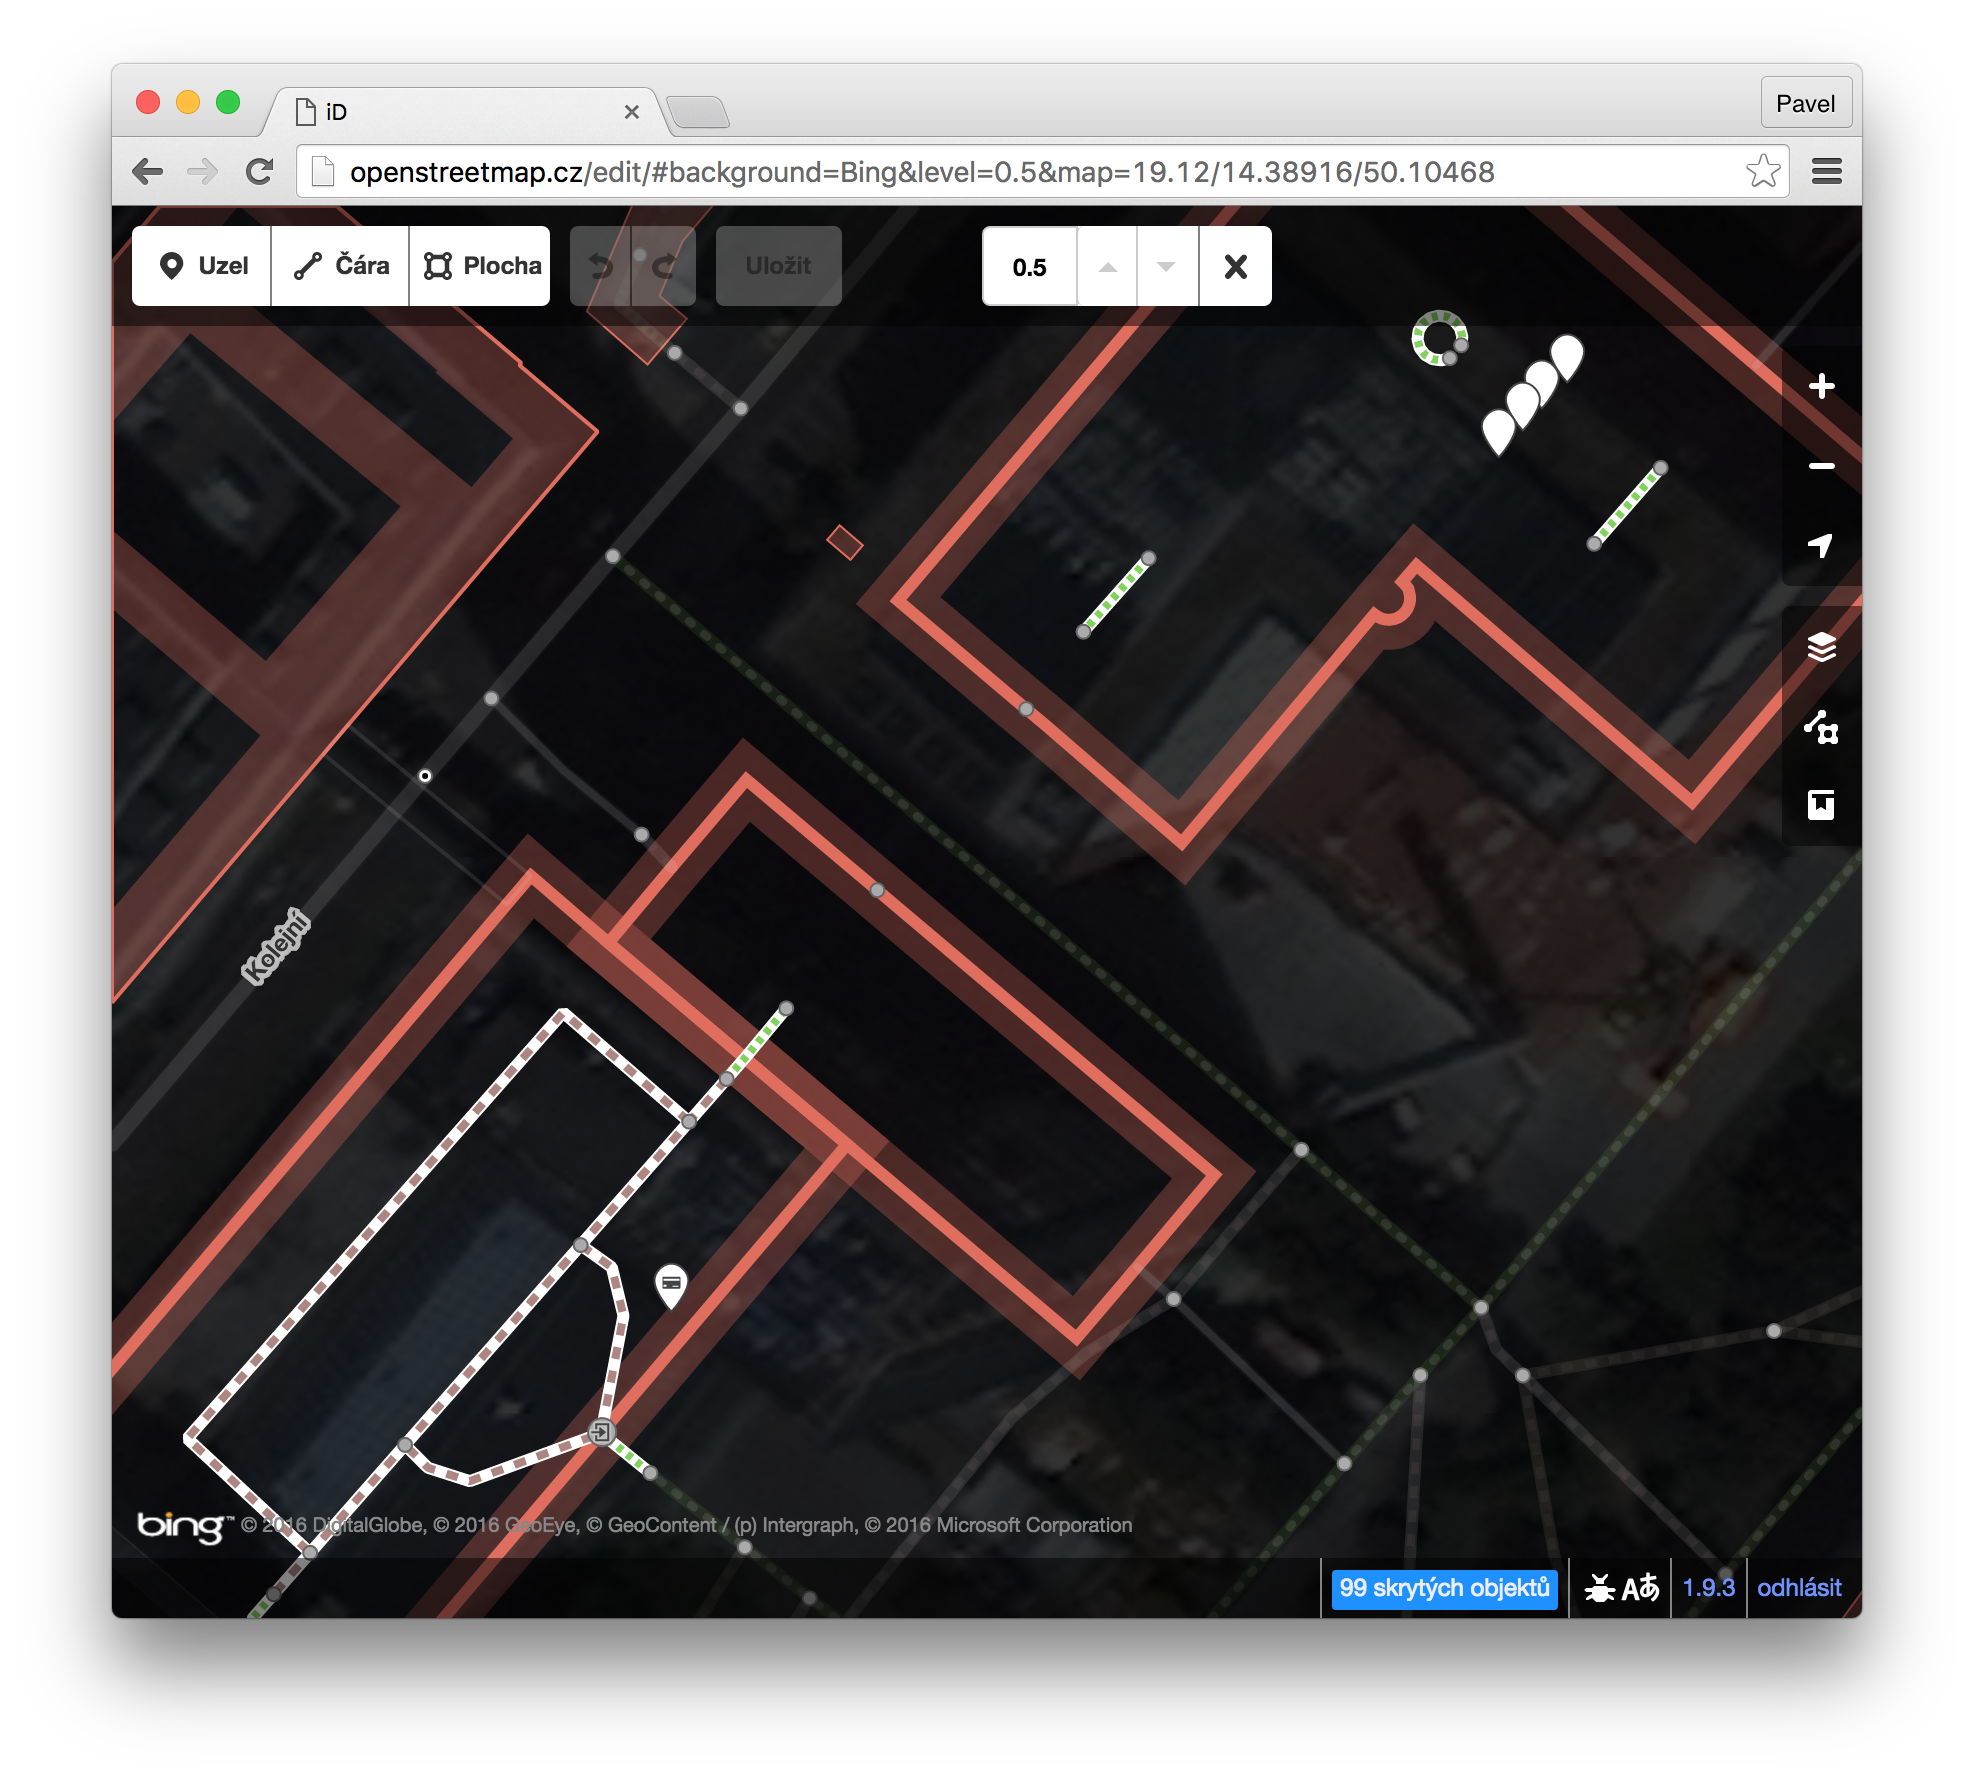 iD
Pavel
openstreetmap.cz/edit/#background=Bing&level=0.5&map=19.12/14.38916/50.10468
Uzel
Čára
Plocha
Uložit
0.5
Kolejní
bing™ © 2016 DigitalGlobe, © 2016 GeoEye, © GeoContent / (p) Intergraph, © 2016 Microsoft Corporation
99 skrytých objektů
Aあ
1.9.3
odhlásit